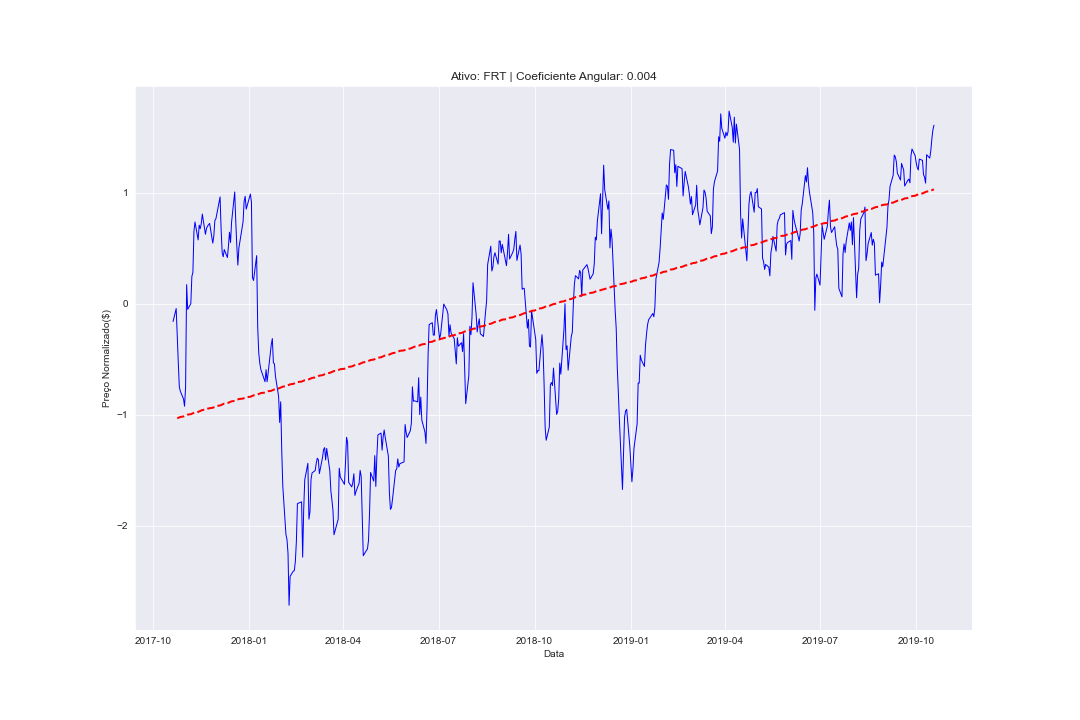 Ativo: FRT | Coeficiente Angular: 0.004
Preço Normalizado($)
1
0
−1
−2
2017-10 2018-01 2018-04 2018-07 2018-10 2019-01 2019-04 2019-07 2019-10
Data